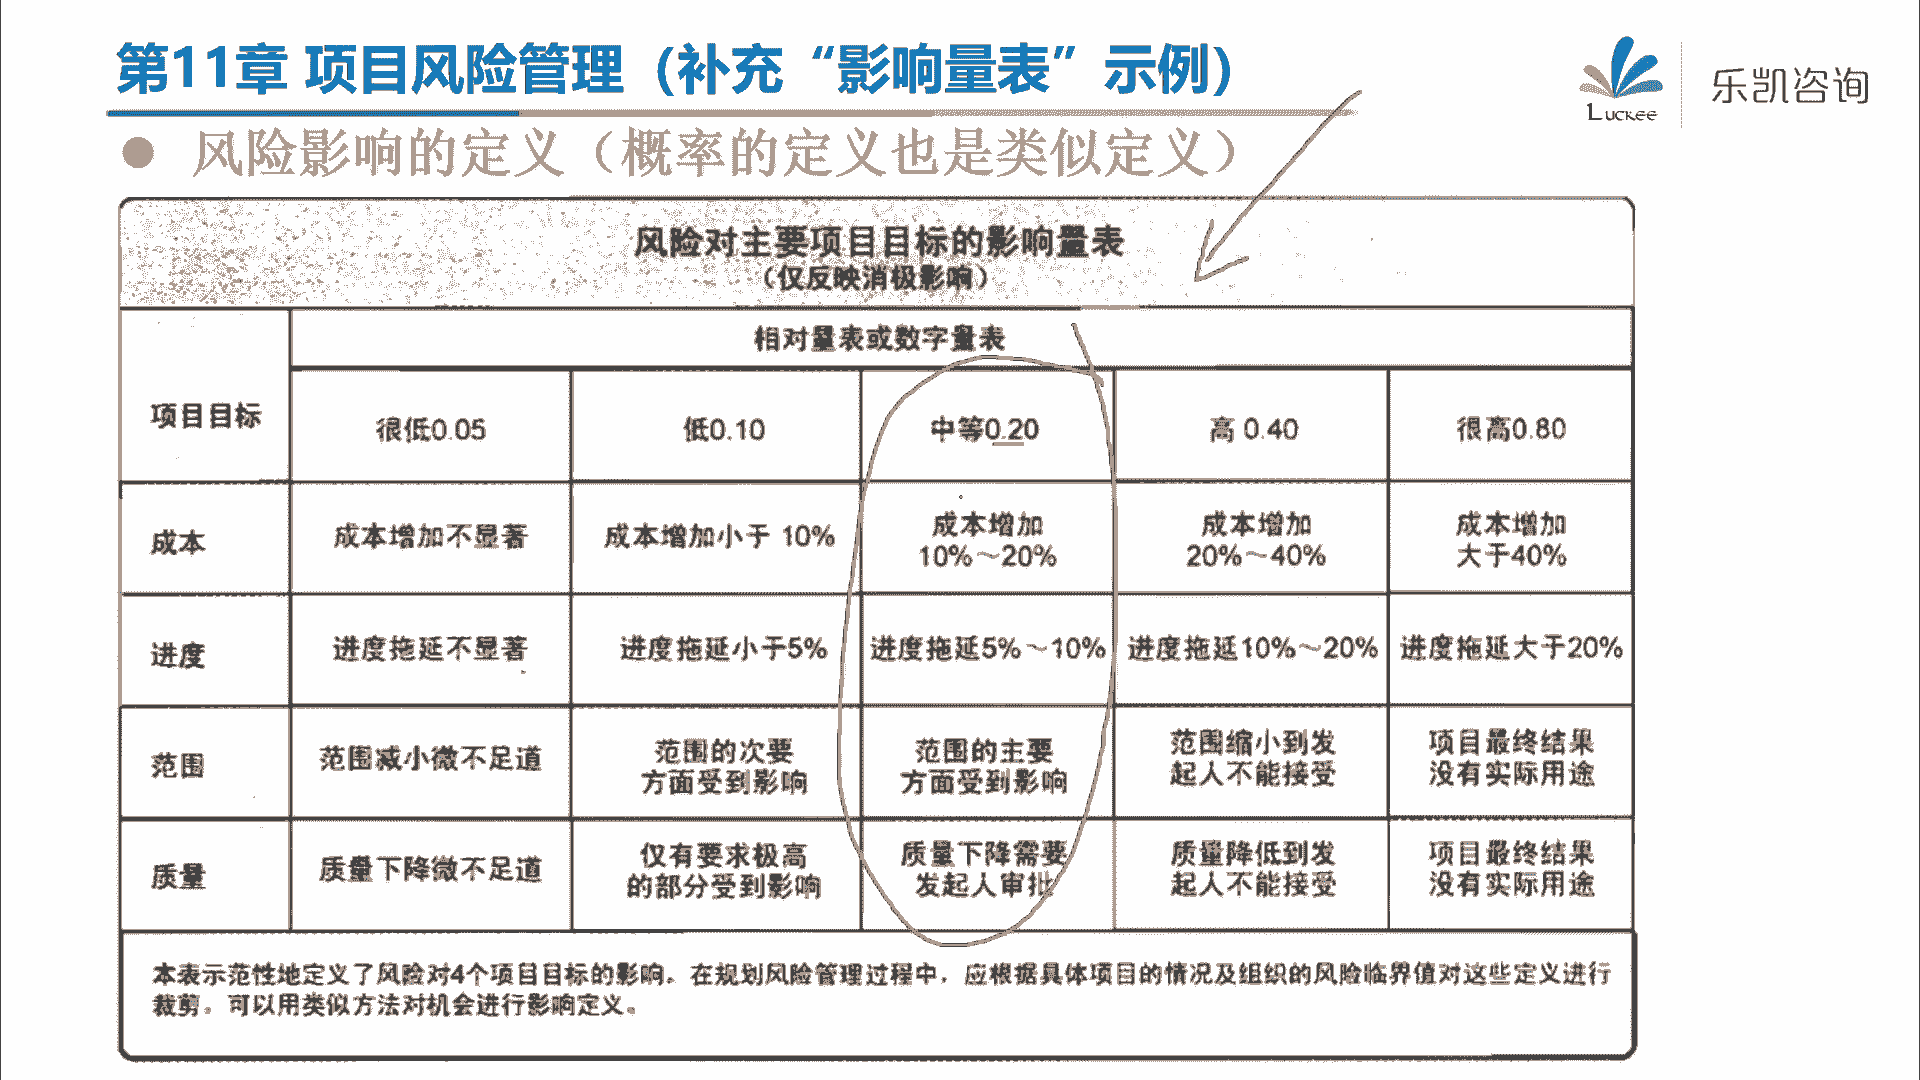 第11章 项目风险管理（补充“影响量表”示例）
Luckee
乐凯咨询
● 风险影响的定义（概率的定义也是类似定义）
风险对主要项目目标的影响量表
（仅反映消极影响）
项目目标
相对量表或数字量表
很低0.05
低0.10
中等0.20
高 0.40
很高0.80
成本
成本增加不显著
成本增加小于 10%
成本增加
10%～20%
成本增加
20%～40%
成本增加
大于40%
进度
进度拖延不显著
进度拖延小于5%
进度拖延5%～10%
进度拖延10%～20%
进度拖延大于20%
范围
范围减小微不足道
范围的次要
方面受到影响
范围的主要
方面受到影响
范围缩小到发
起人不能接受
项目最终结果
没有实际用途
质量
质量下降微不足道
仅有要求极高
的部分受到影响
质量下降需要
发起人审批
质量降低到发
起人不能接受
项目最终结果
没有实际用途
本表示范性地定义了风险对4个项目目标的影响。在规划风险管理过程中，应根据具体项目的情况及组织的风险临界值对这些定义进行
裁剪。可以用类似方法对机会进行影响定义。